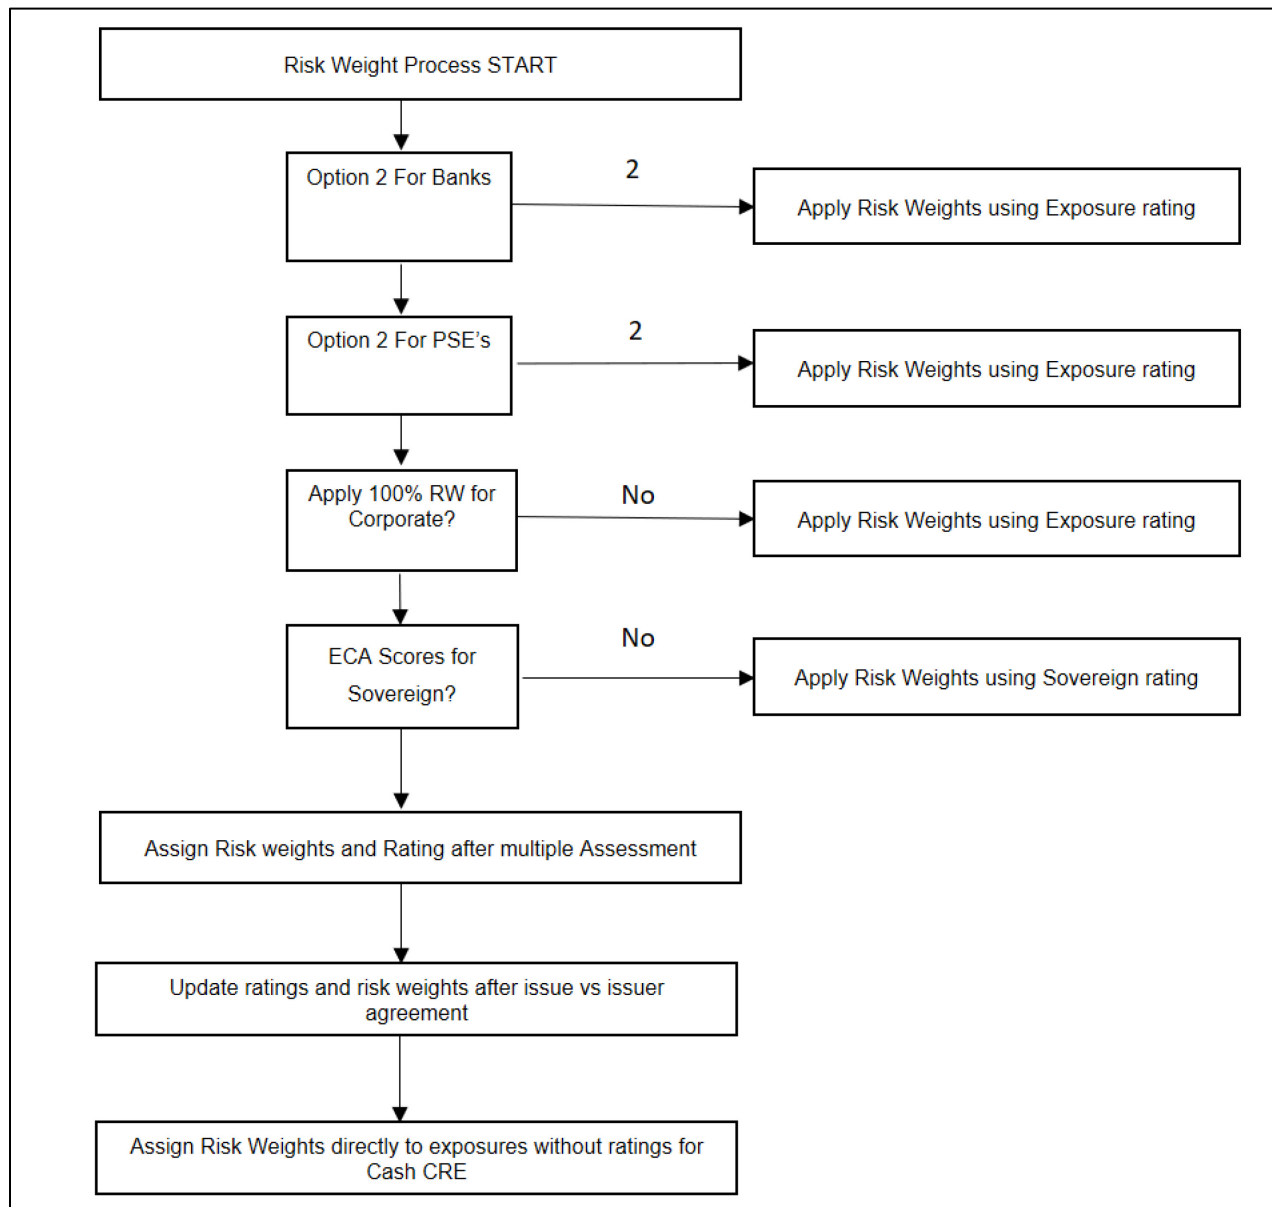 Risk Weight Process START
Option 2 For Banks
2
Apply Risk Weights using Exposure rating
Option 2 For PSE's
2
Apply Risk Weights using Exposure rating
Apply 100% RW for
Corporate?
No
Apply Risk Weights using Exposure rating
ECA Scores for
Sovereign?
No
Apply Risk Weights using Sovereign rating
Assign Risk weights and Rating after multiple Assessment
Update ratings and risk weights after issue vs issuer
agreement
Assign Risk Weights directly to exposures without ratings for
Cash CRE